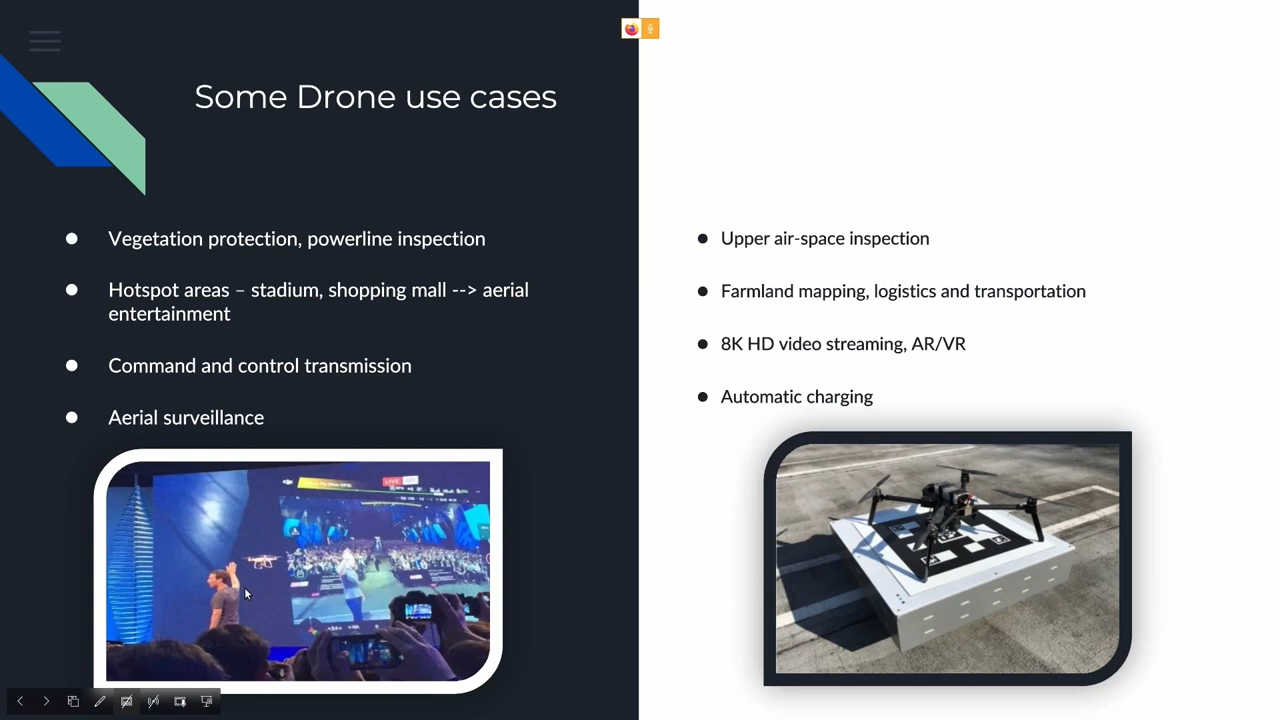 Some Drone use cases
Vegetation protection, powerline inspection
Hotspot areas – stadium, shopping mall --> aerial
entertainment
Command and control transmission
Aerial surveillance
Upper air-space inspection
Farmland mapping, logistics and transportation
8K HD video streaming, AR/VR
Automatic charging
LIVE